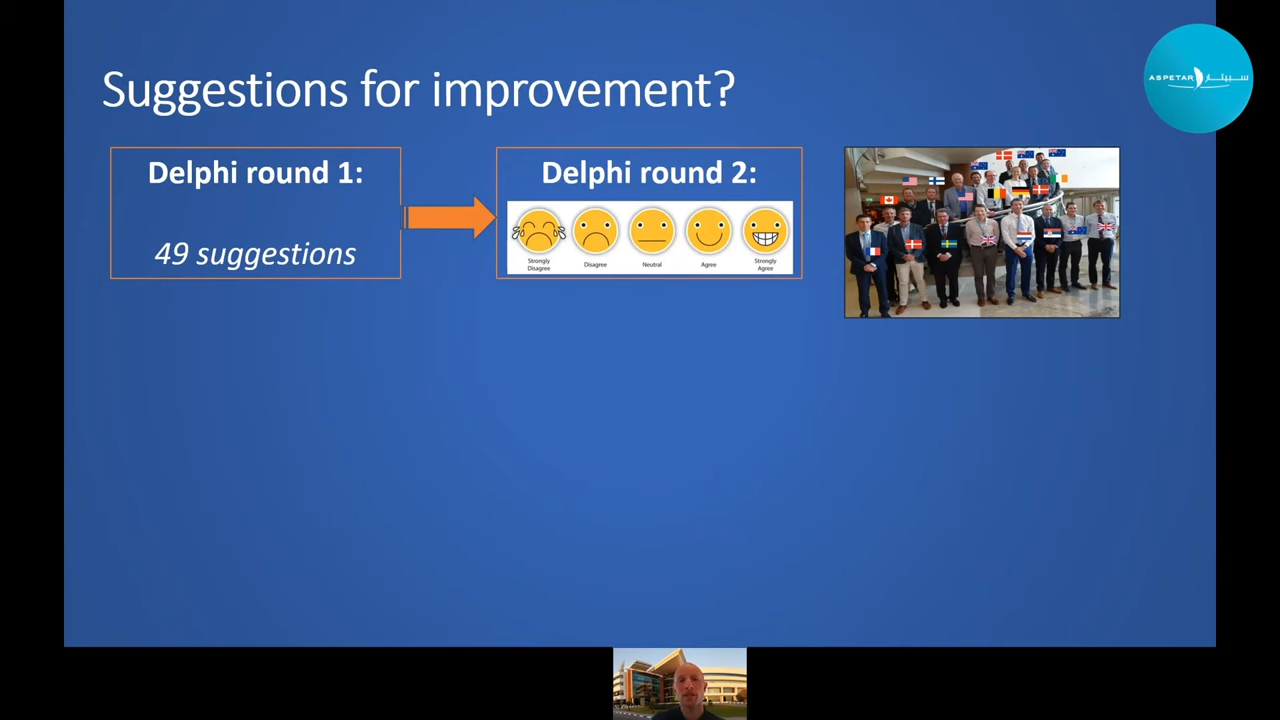 Suggestions for improvement?
ASPETAR سبيتار
Delphi round 1:
49 suggestions
Delphi round 2:
Strongly Disagree
Disagree
Neutral
Agree
Strongly Agree